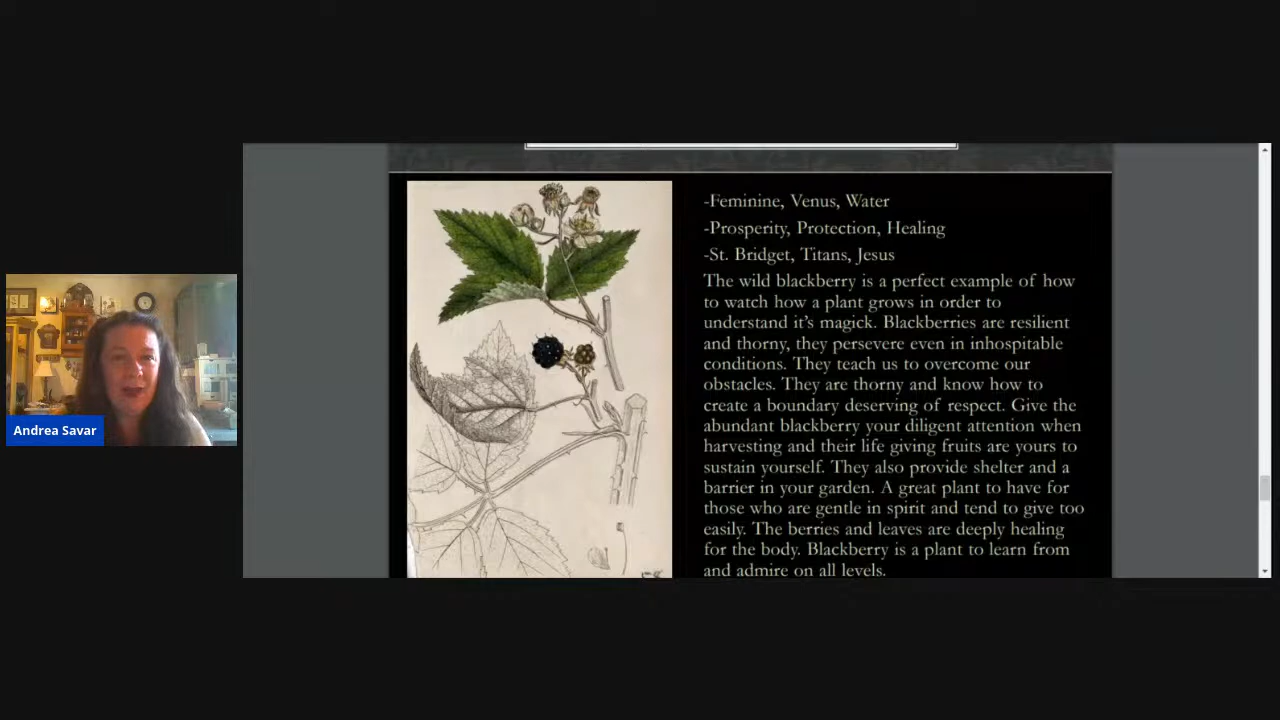 -Feminine, Venus, Water
-Prosperity, Protection, Healing
-St. Bridget, Titans, Jesus
The wild blackberry is a perfect example of how
to watch how a plant grows in order to
understand it's magick. Blackberries are resilient
and thorny, they persevere even in inhospitable
conditions. They teach us to overcome our
obstacles. They are thorny and know how to
create a boundary deserving of respect. Give the
abundant blackberry your diligent attention when
harvesting and their life giving fruits are yours to
sustain yourself. They also provide shelter and a
barrier in your garden. A great plant to have for
those who are gentle in spirit and tend to give too
easily. The berries and leaves are deeply healing
for the body. Blackberry is a plant to learn from
and admire on all levels.
Andrea Savar